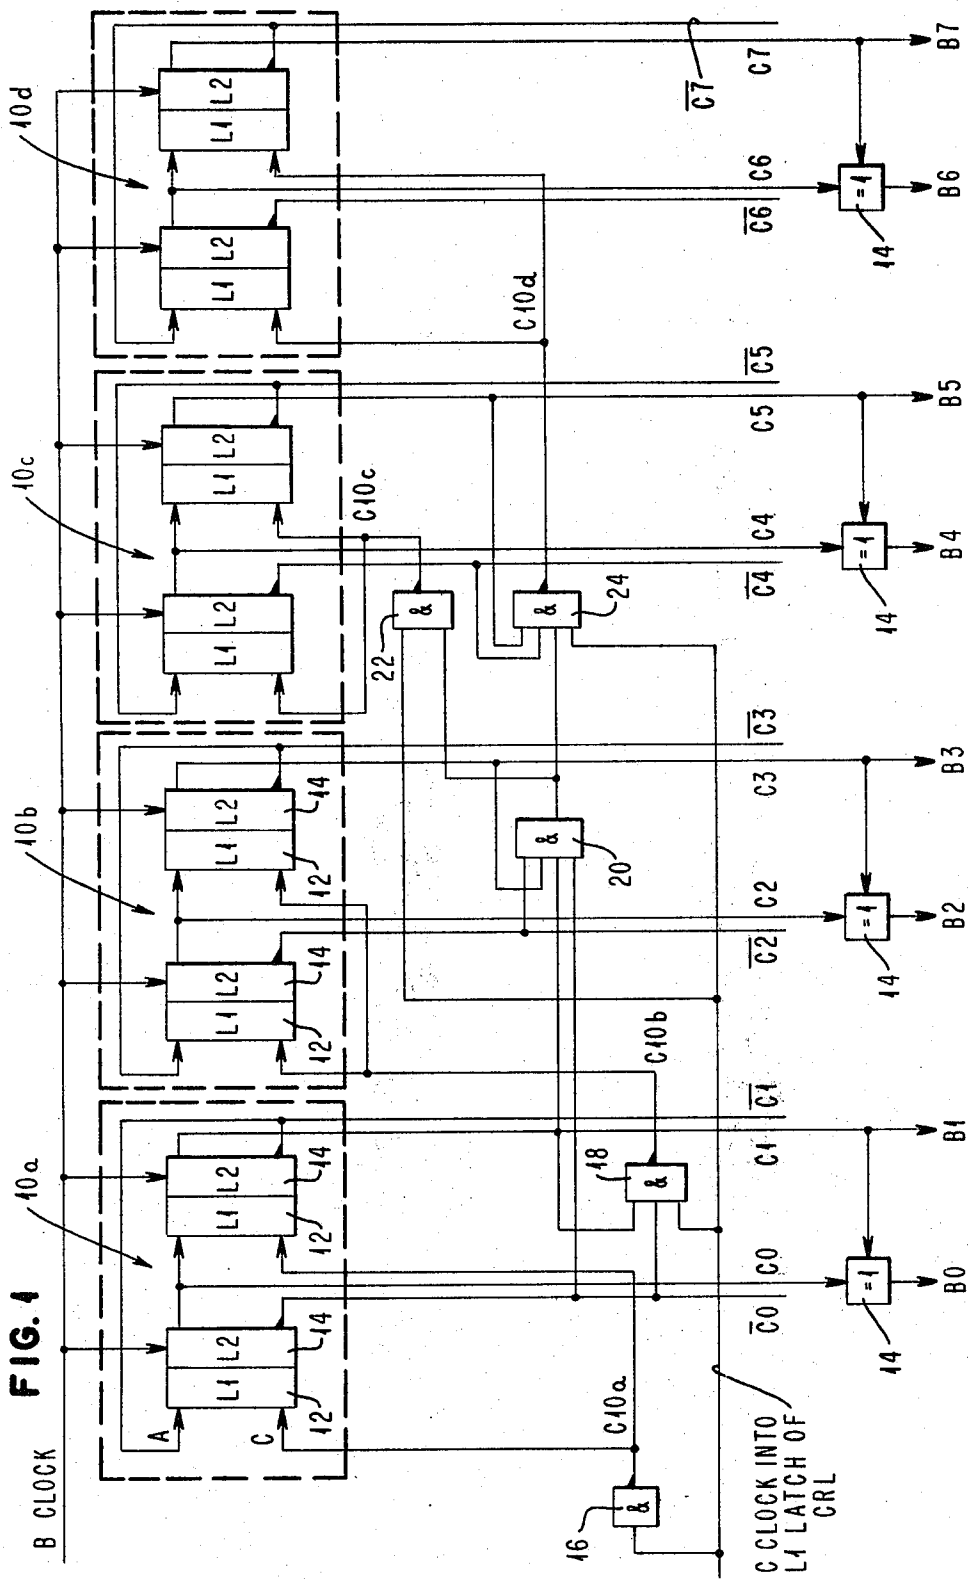 FIG. 4
B CLOCK
10a
10b
10c
10d
A
C
L1 L2
L1 L2
L1 L2
L1 L2
L1 L2
L1 L2
L1 L2
L1 L2
12
14
12
14
12
14
12
14
C10a
C10b
C10c
C10d
16
&
18
&
20
&
22
&
24
&
C CLOCK INTO
L1 LATCH OF
CRL
C̅0̅
C0
C1
C̅1̅
C̅2̅
C2
C3
C̅3̅
C̅4̅
C4
C5
C̅5̅
C̅6̅
C6
C7
C̅7̅
=1
14
=1
14
=1
14
=1
14
B0
B1
B2
B3
B4
B5
B6
B7